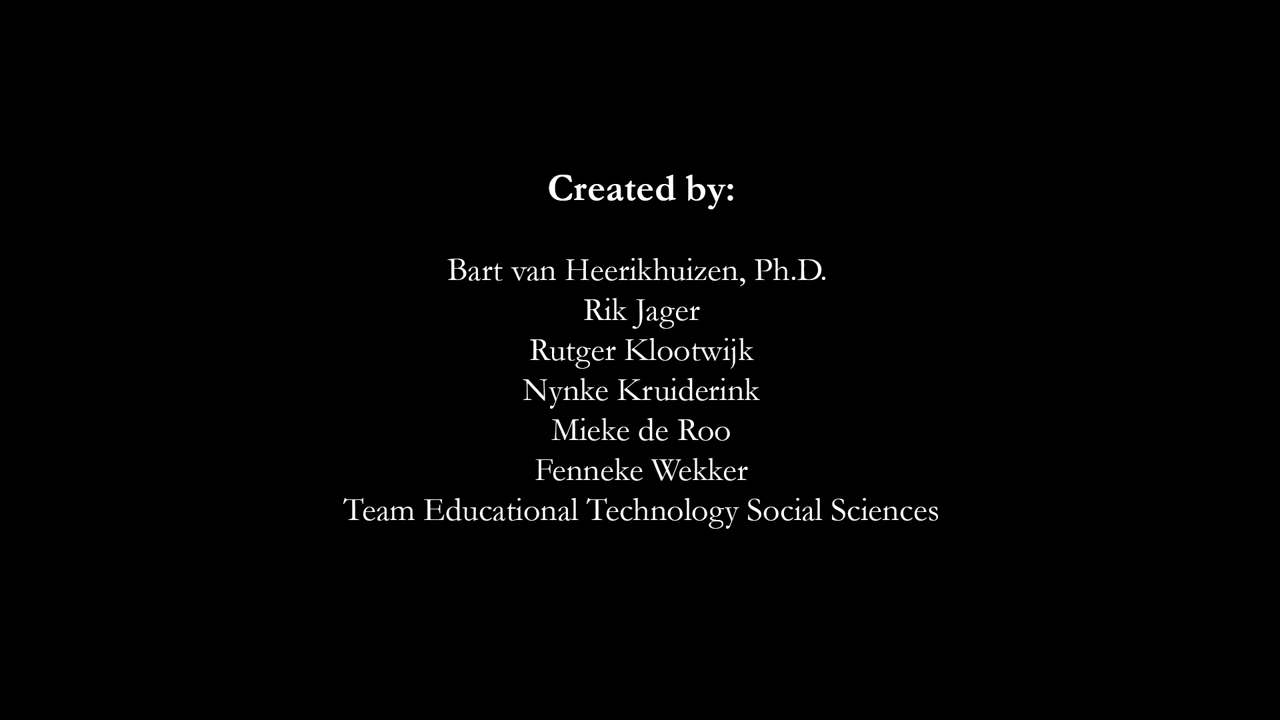 Created by:
Bart van Heerikhuizen, Ph.D.
Rik Jager
Rutger Klootwijk
Nynke Kruiderink
Mieke de Roo
Fenneke Wekker
Team Educational Technology Social Sciences